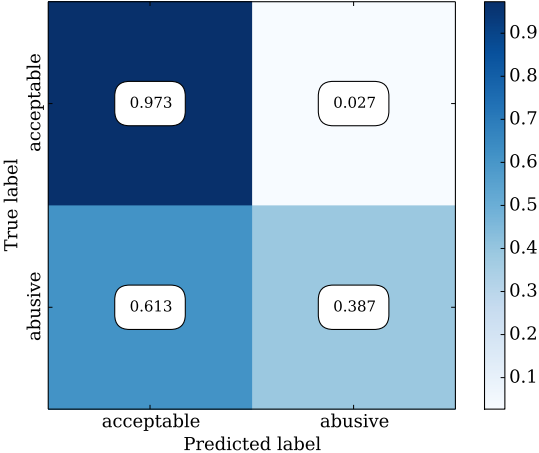 True label
acceptable
abusive
0.973
0.027
0.613
0.387
acceptable
abusive
Predicted label
0.9
0.8
0.7
0.6
0.5
0.4
0.3
0.2
0.1